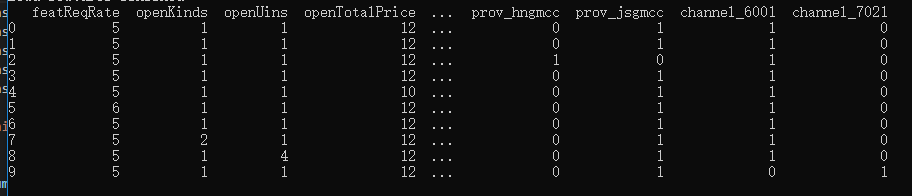 featReqRate openKinds openUins openTotalPrice ... prov_hngmcc prov_jsgmcc channel_6001 channel_7021
0 5 1 1 12 ... 0 1 1 0
1 5 1 1 12 ... 0 1 1 0
2 5 1 1 12 ... 1 0 1 0
3 5 1 1 12 ... 0 1 1 0
4 5 1 1 10 ... 0 1 1 0
5 6 1 1 12 ... 0 1 1 0
6 5 1 1 12 ... 0 1 1 0
7 5 2 1 12 ... 0 1 1 0
8 5 1 4 12 ... 0 1 1 0
9 5 1 1 12 ... 0 1 0 1